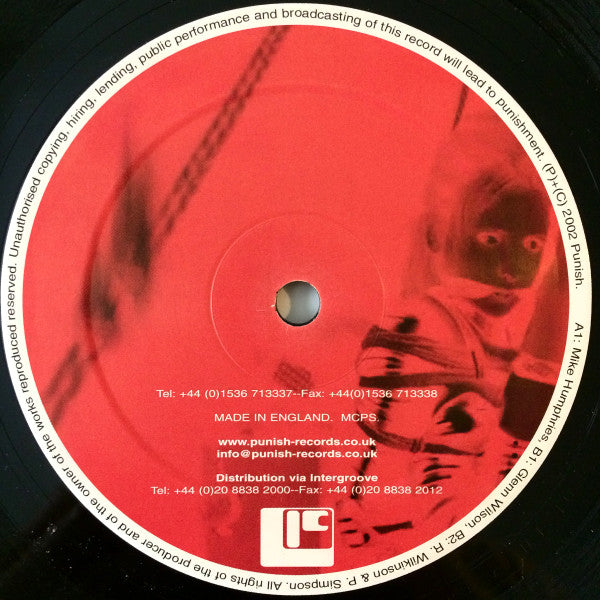 All rights of the producer and of the owner of the works reproduced reserved. Unauthorised copying, hiring, lending, public performance and broadcasting of this record will lead to punishment. (P)+(C) 2002 Punish.
A1: Mike Humphries, B1: Glenn Wilson, B2: R. Wilkinson & P. Simpson.
Tel: +44 (0)1536 713337--Fax: +44(0)1536 713338
MADE IN ENGLAND. MCPS.
www.punish-records.co.uk
info@punish-records.co.uk
Distribution via Intergroove
Tel: +44 (0)20 8838 2000--Fax: +44 (0)20 8838 2012